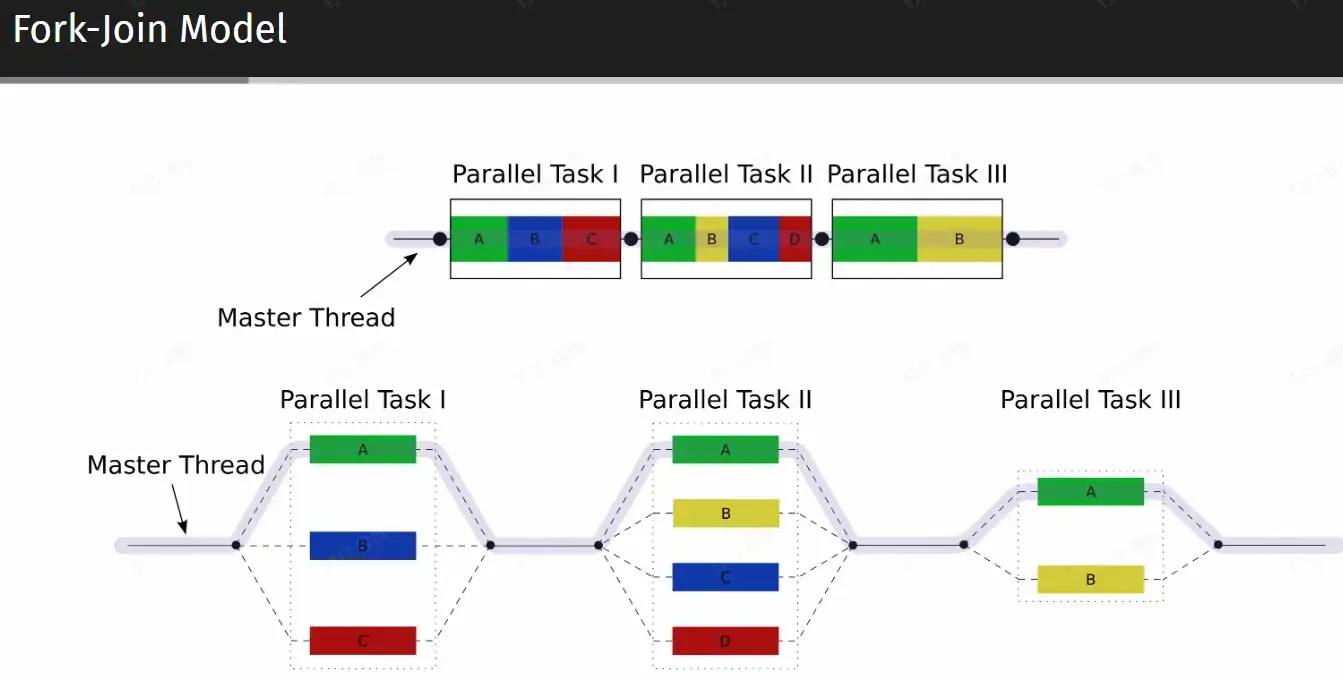 Fork-Join Model
Parallel Task I Parallel Task II Parallel Task III
A B C A B C D A B
Master Thread
Parallel Task I Parallel Task II Parallel Task III
A A
Master Thread
A
B
B
C
B
C D